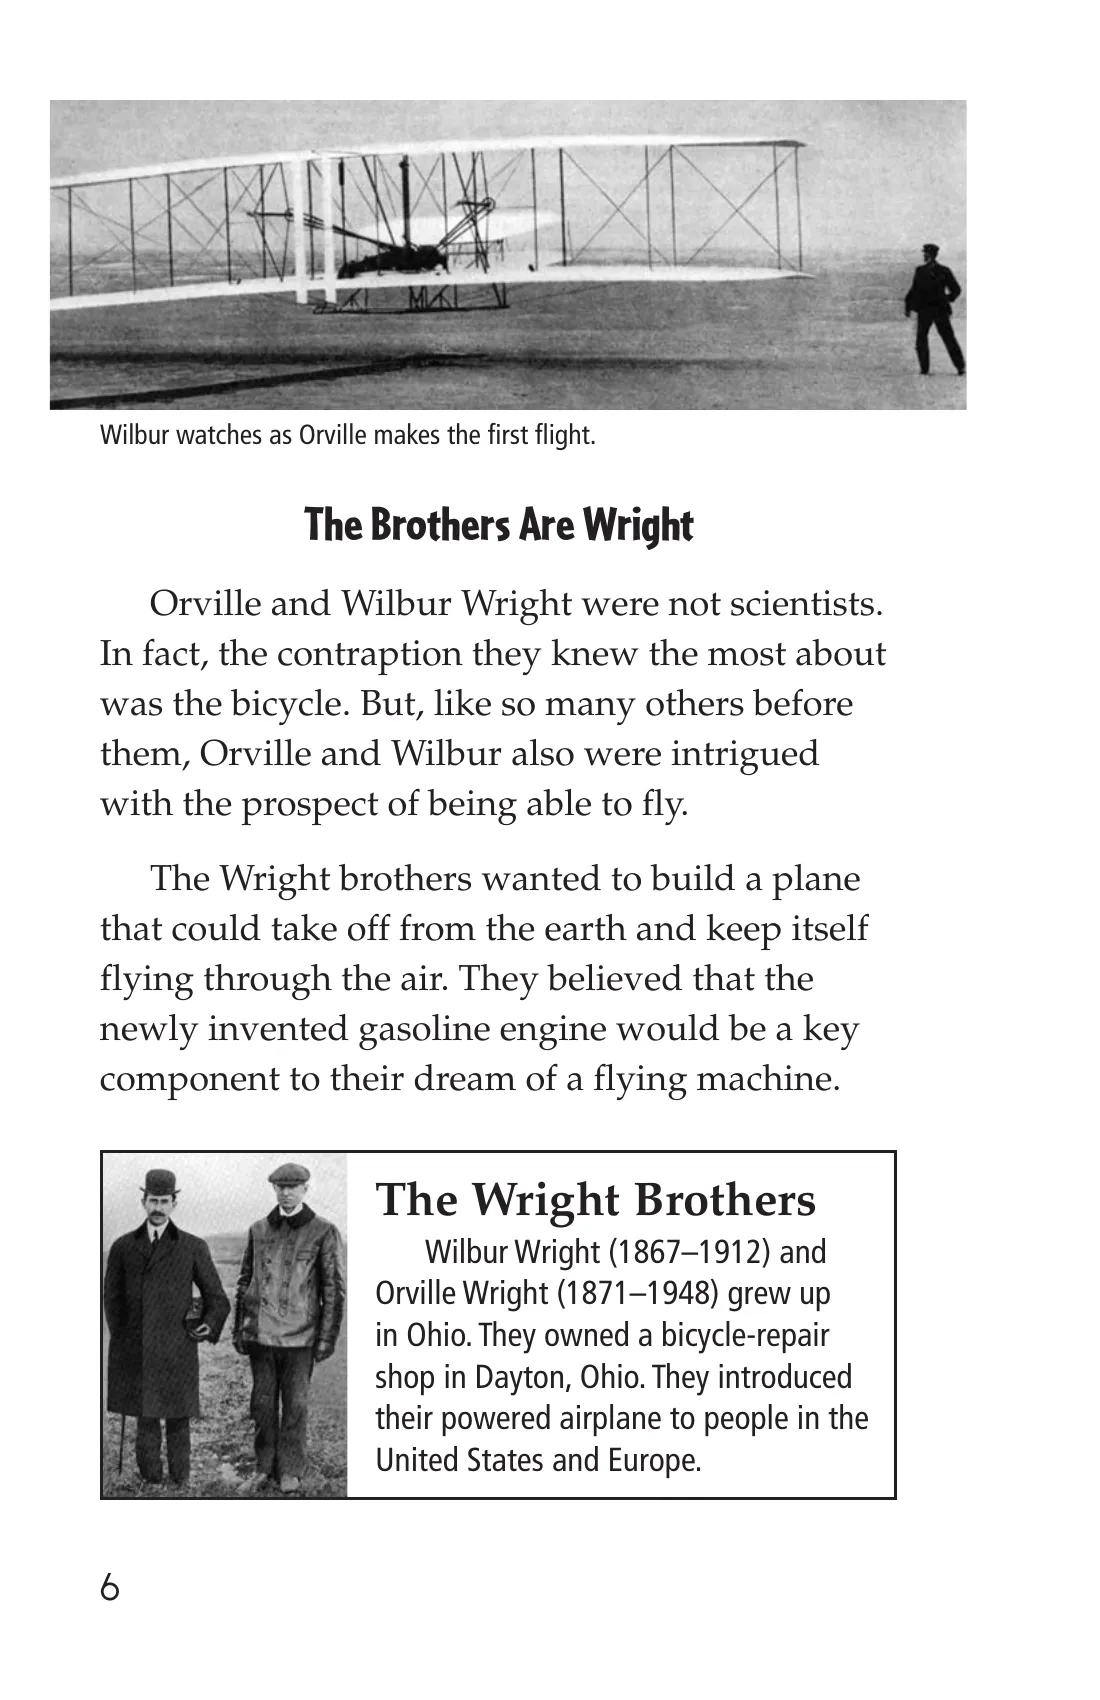 Wilbur watches as Orville makes the first flight.
The Brothers Are Wright
Orville and Wilbur Wright were not scientists.
In fact, the contraption they knew the most about
was the bicycle. But, like so many others before
them, Orville and Wilbur also were intrigued
with the prospect of being able to fly.
The Wright brothers wanted to build a plane
that could take off from the earth and keep itself
flying through the air. They believed that the
newly invented gasoline engine would be a key
component to their dream of a flying machine.
The Wright Brothers
Wilbur Wright (1867–1912) and
Orville Wright (1871–1948) grew up
in Ohio. They owned a bicycle-repair
shop in Dayton, Ohio. They introduced
their powered airplane to people in the
United States and Europe.
6